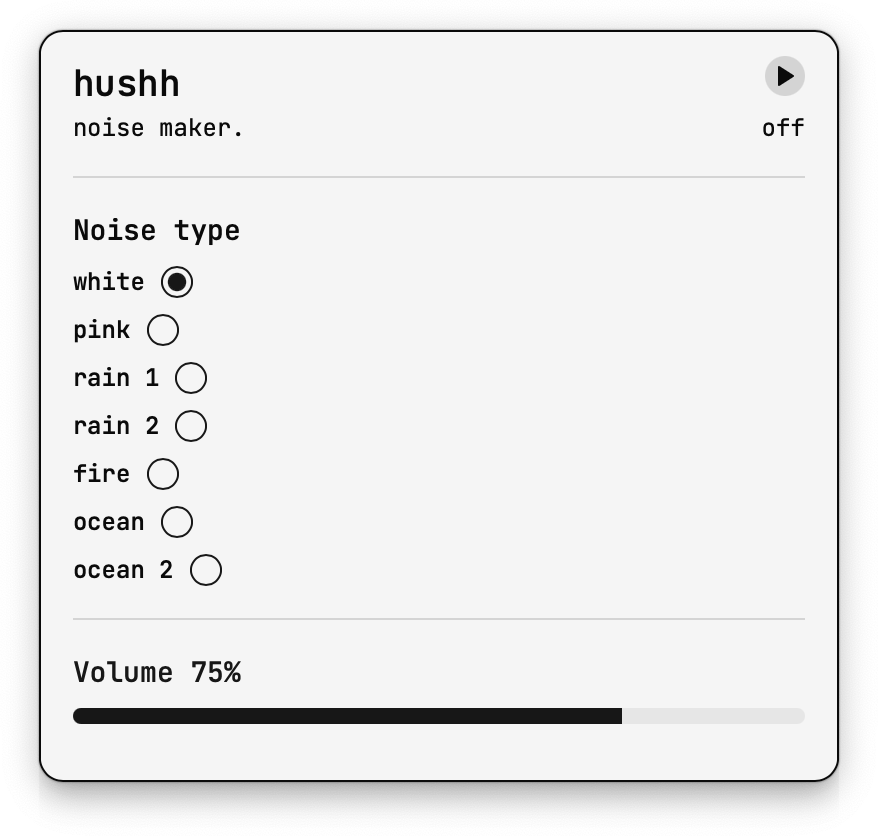 hushh
noise maker.
off
Noise type
white
pink
rain 1
rain 2
fire
ocean
ocean 2
Volume 75%